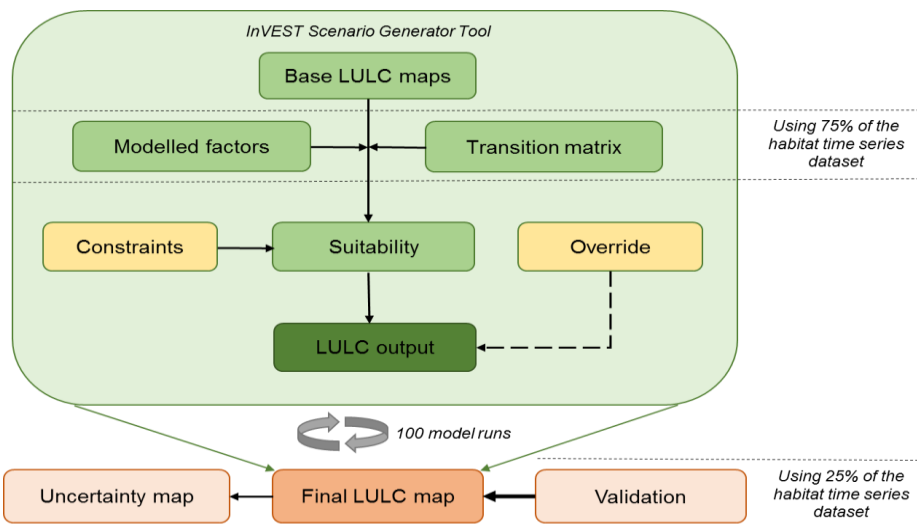 InVEST Scenario Generator Tool
Base LULC maps
Modelled factors
Transition matrix
Using 75% of the
habitat time series
dataset
Constraints
Suitability
Override
LULC output
100 model runs
Uncertainty map
Final LULC map
Validation
Using 25% of the
habitat time series
dataset